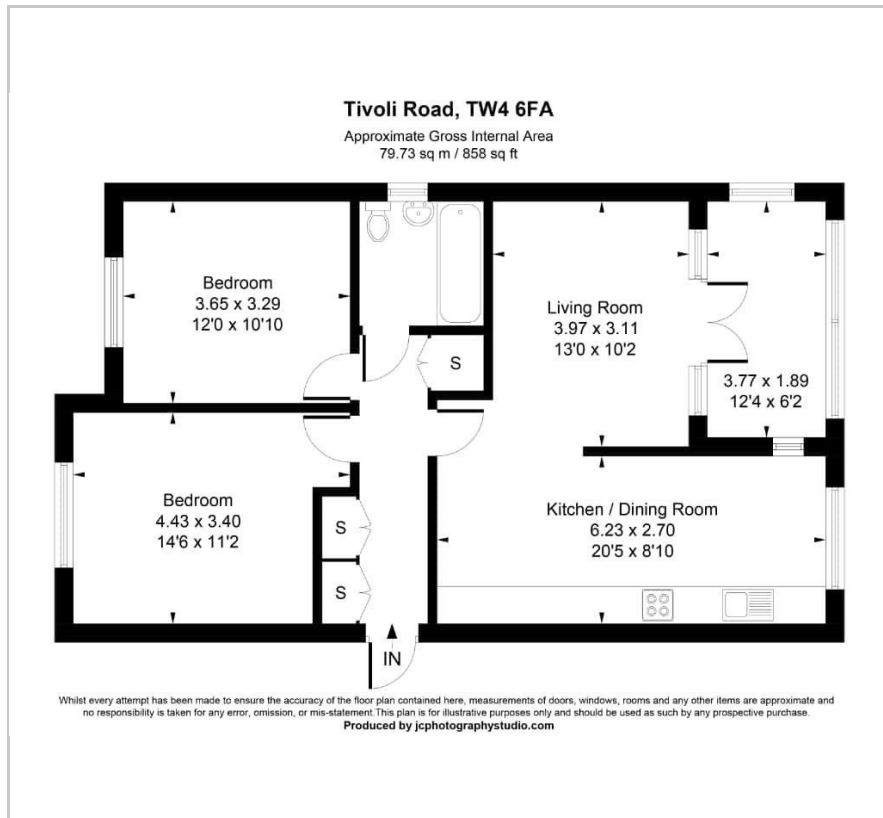 Tivoli Road, TW4 6FA
Approximate Gross Internal Area
79.73 sq m / 858 sq ft
Bedroom
3.65 x 3.29
12'0 x 10'10
Living Room
3.97 x 3.11
13'0 x 10'2
S
3.77 x 1.89
12'4 x 6'2
Bedroom
4.43 x 3.40
14'6 x 11'2
Kitchen / Dining Room
6.23 x 2.70
20'5 x 8'10
S
S
IN
Whilst every attempt has been made to ensure the accuracy of the floor plan contained here, measurements of doors, windows, rooms and any other items are approximate and
no responsibility is taken for any error, omission, or mis-statement.This plan is for illustrative purposes only and should be used as such by any prospective purchase.
Produced by jcphotographystudio.com